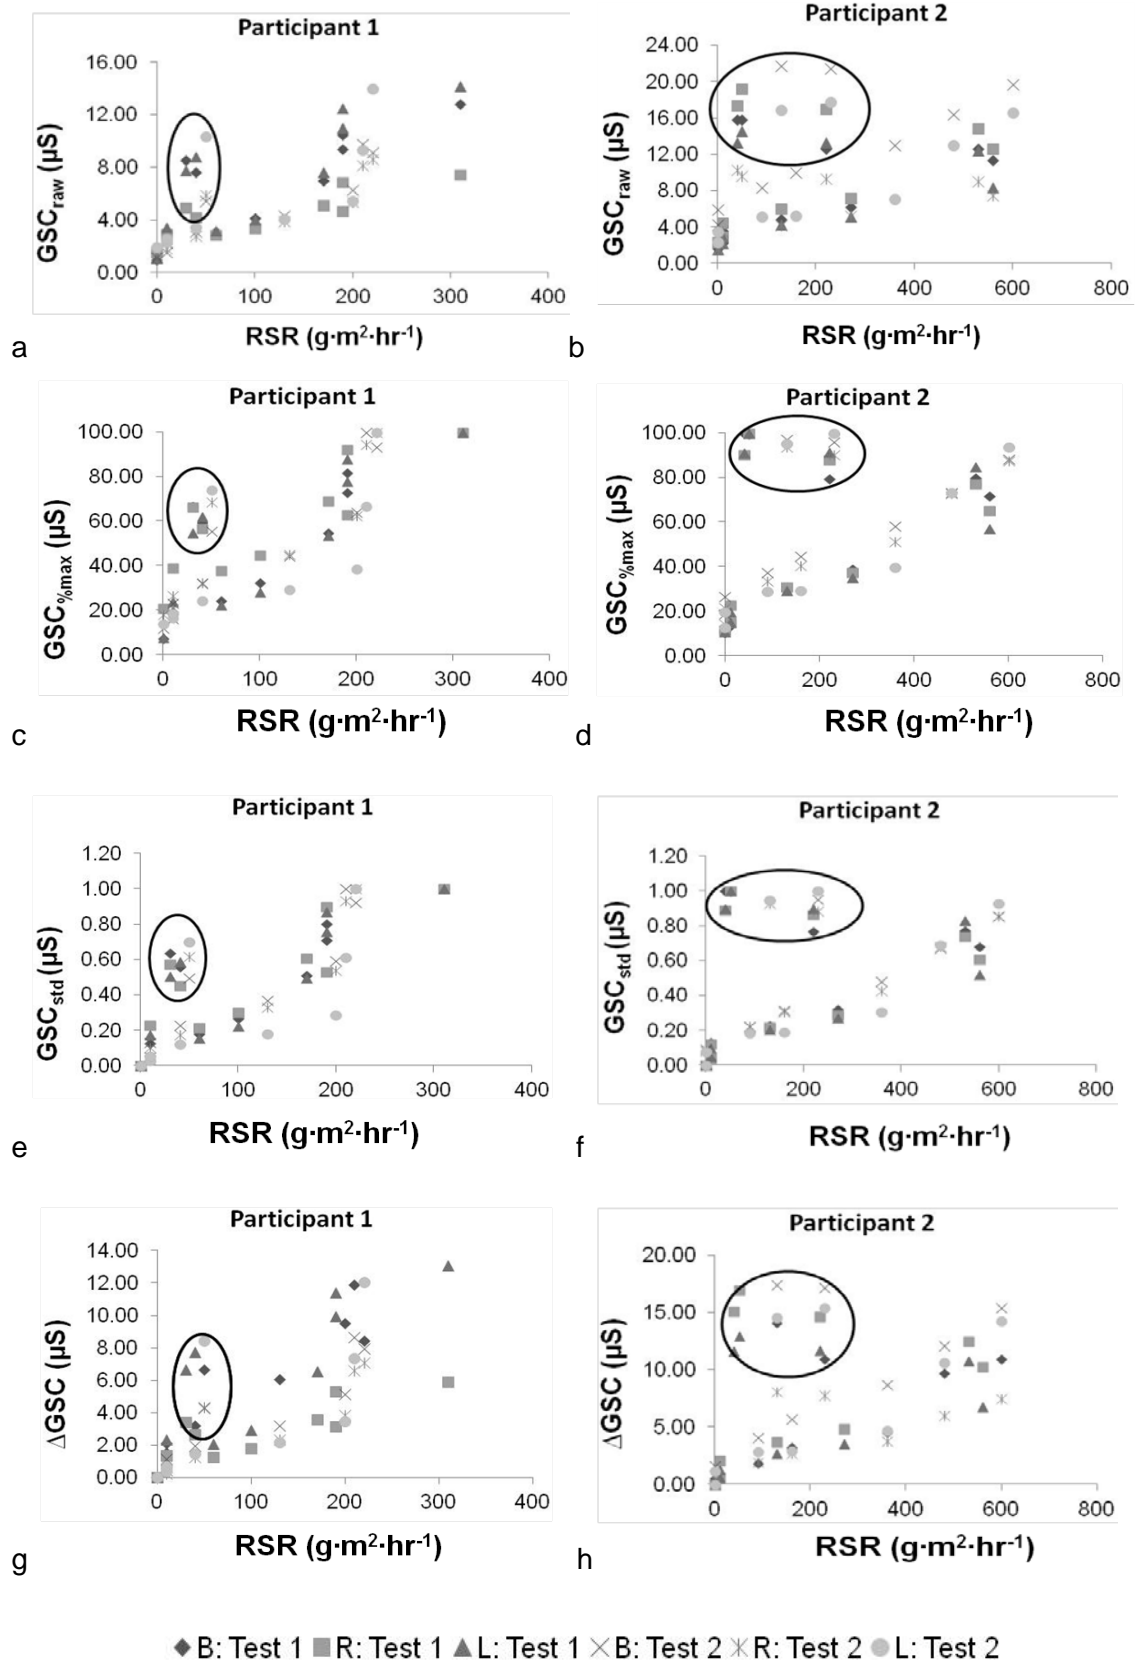 Participant 1
16.00
12.00
8.00
4.00
0.00
0 100 200 300 400
GSCraw (µS)
RSR (g·m²·hr⁻¹)
a
Participant 2
24.00
20.00
16.00
12.00
8.00
4.00
0.00
0 200 400 600 800
GSCraw (µS)
RSR (g·m²·hr⁻¹)
b
Participant 1
100.00
80.00
60.00
40.00
20.00
0.00
0 100 200 300 400
GSC%max (µS)
RSR (g·m²·hr⁻¹)
c
Participant 2
100.00
80.00
60.00
40.00
20.00
0.00
0 200 400 600 800
GSC%max (µS)
RSR (g·m²·hr⁻¹)
d
Participant 1
1.20
1.00
0.80
0.60
0.40
0.20
0.00
0 100 200 300 400
GSCstd (µS)
RSR (g·m²·hr⁻¹)
e
Participant 2
1.20
1.00
0.80
0.60
0.40
0.20
0.00
0 200 400 600 800
GSCstd (µS)
RSR (g·m²·hr⁻¹)
f
Participant 1
14.00
12.00
10.00
8.00
6.00
4.00
2.00
0.00
0 100 200 300 400
ΔGSC (µS)
RSR (g·m²·hr⁻¹)
g
Participant 2
20.00
15.00
10.00
5.00
0.00
0 200 400 600 800
ΔGSC (µS)
RSR (g·m²·hr⁻¹)
h
B: Test 1 R: Test 1 L: Test 1 B: Test 2 R: Test 2 L: Test 2